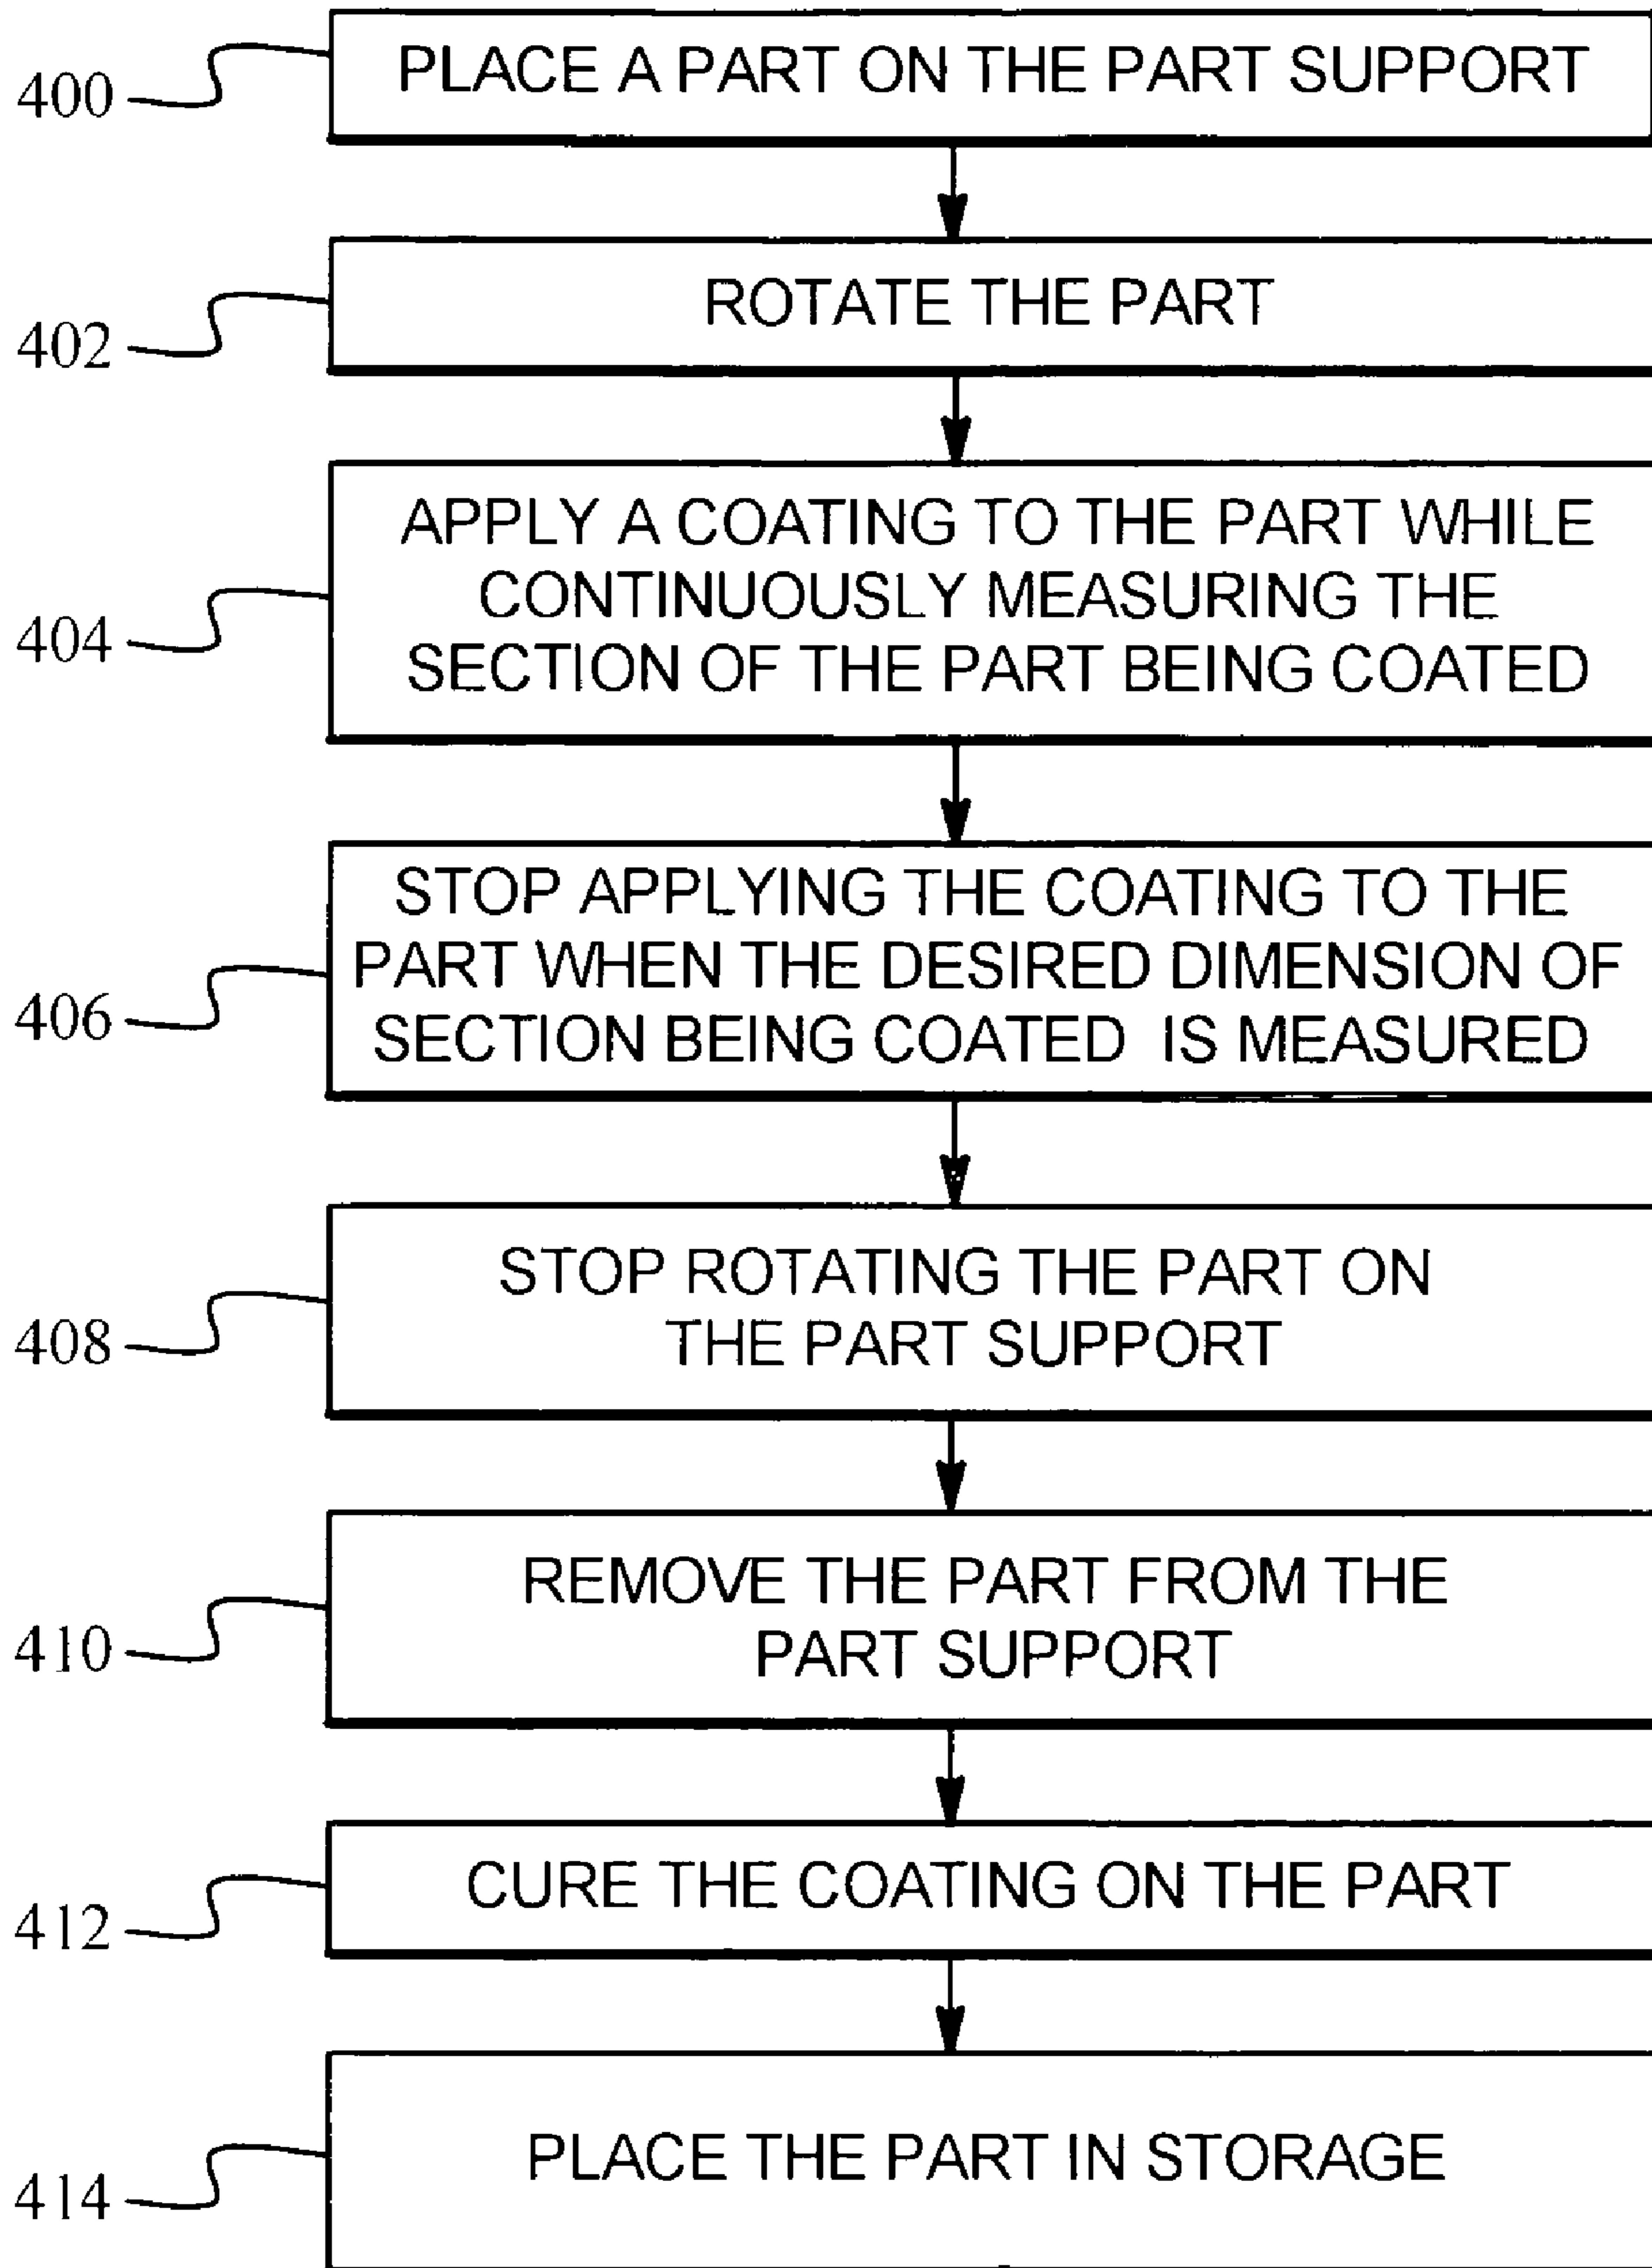 400
PLACE A PART ON THE PART SUPPORT
402
ROTATE THE PART
404
APPLY A COATING TO THE PART WHILE
CONTINUOUSLY MEASURING THE
SECTION OF THE PART BEING COATED
406
STOP APPLYING THE COATING TO THE
PART WHEN THE DESIRED DIMENSION OF
SECTION BEING COATED IS MEASURED
408
STOP ROTATING THE PART ON
THE PART SUPPORT
410
REMOVE THE PART FROM THE
PART SUPPORT
412
CURE THE COATING ON THE PART
414
PLACE THE PART IN STORAGE